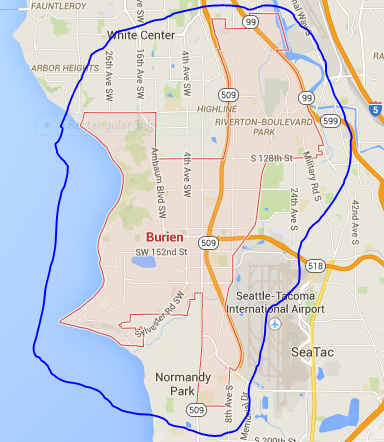 FAUNTLEROY
99
White Center
26th Ave SW
16th Ave SW
4th Ave SW
ARBOR HEIGHTS
509
99
HIGHLINE
5
599
RIVERTON-BOULEVARD
PARK
Rectangular
Ambaum Blvd SW
4th Ave SW
S 128th St
Military Rd S
24th Ave S
42nd Ave S
Burien
509
SW 152nd St
518
Seattle-Tacoma
International Airport
Sylvester Rd SW
SeaTac
Normandy
Park
8th Ave S
Memorial Dr
509
S 200th St